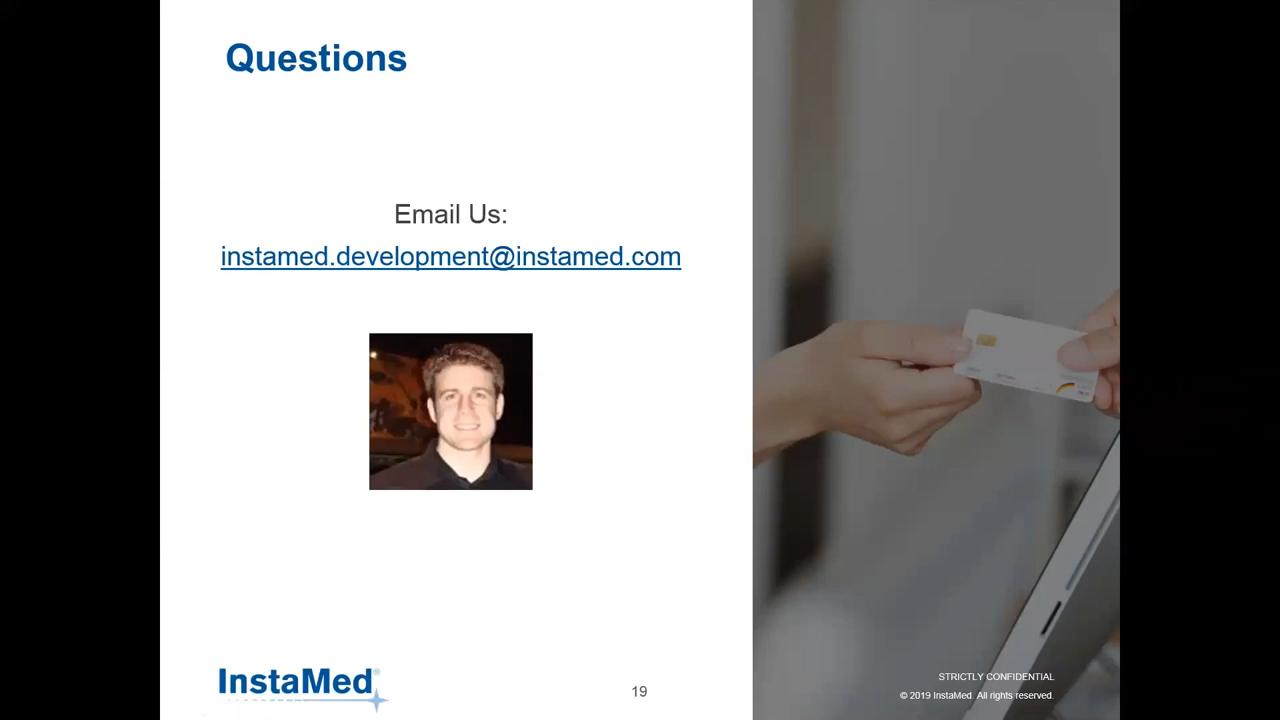 Questions
Email Us:
instamed.development@instamed.com
InstaMed®
19
STRICTLY CONFIDENTIAL
© 2019 InstaMed. All rights reserved.